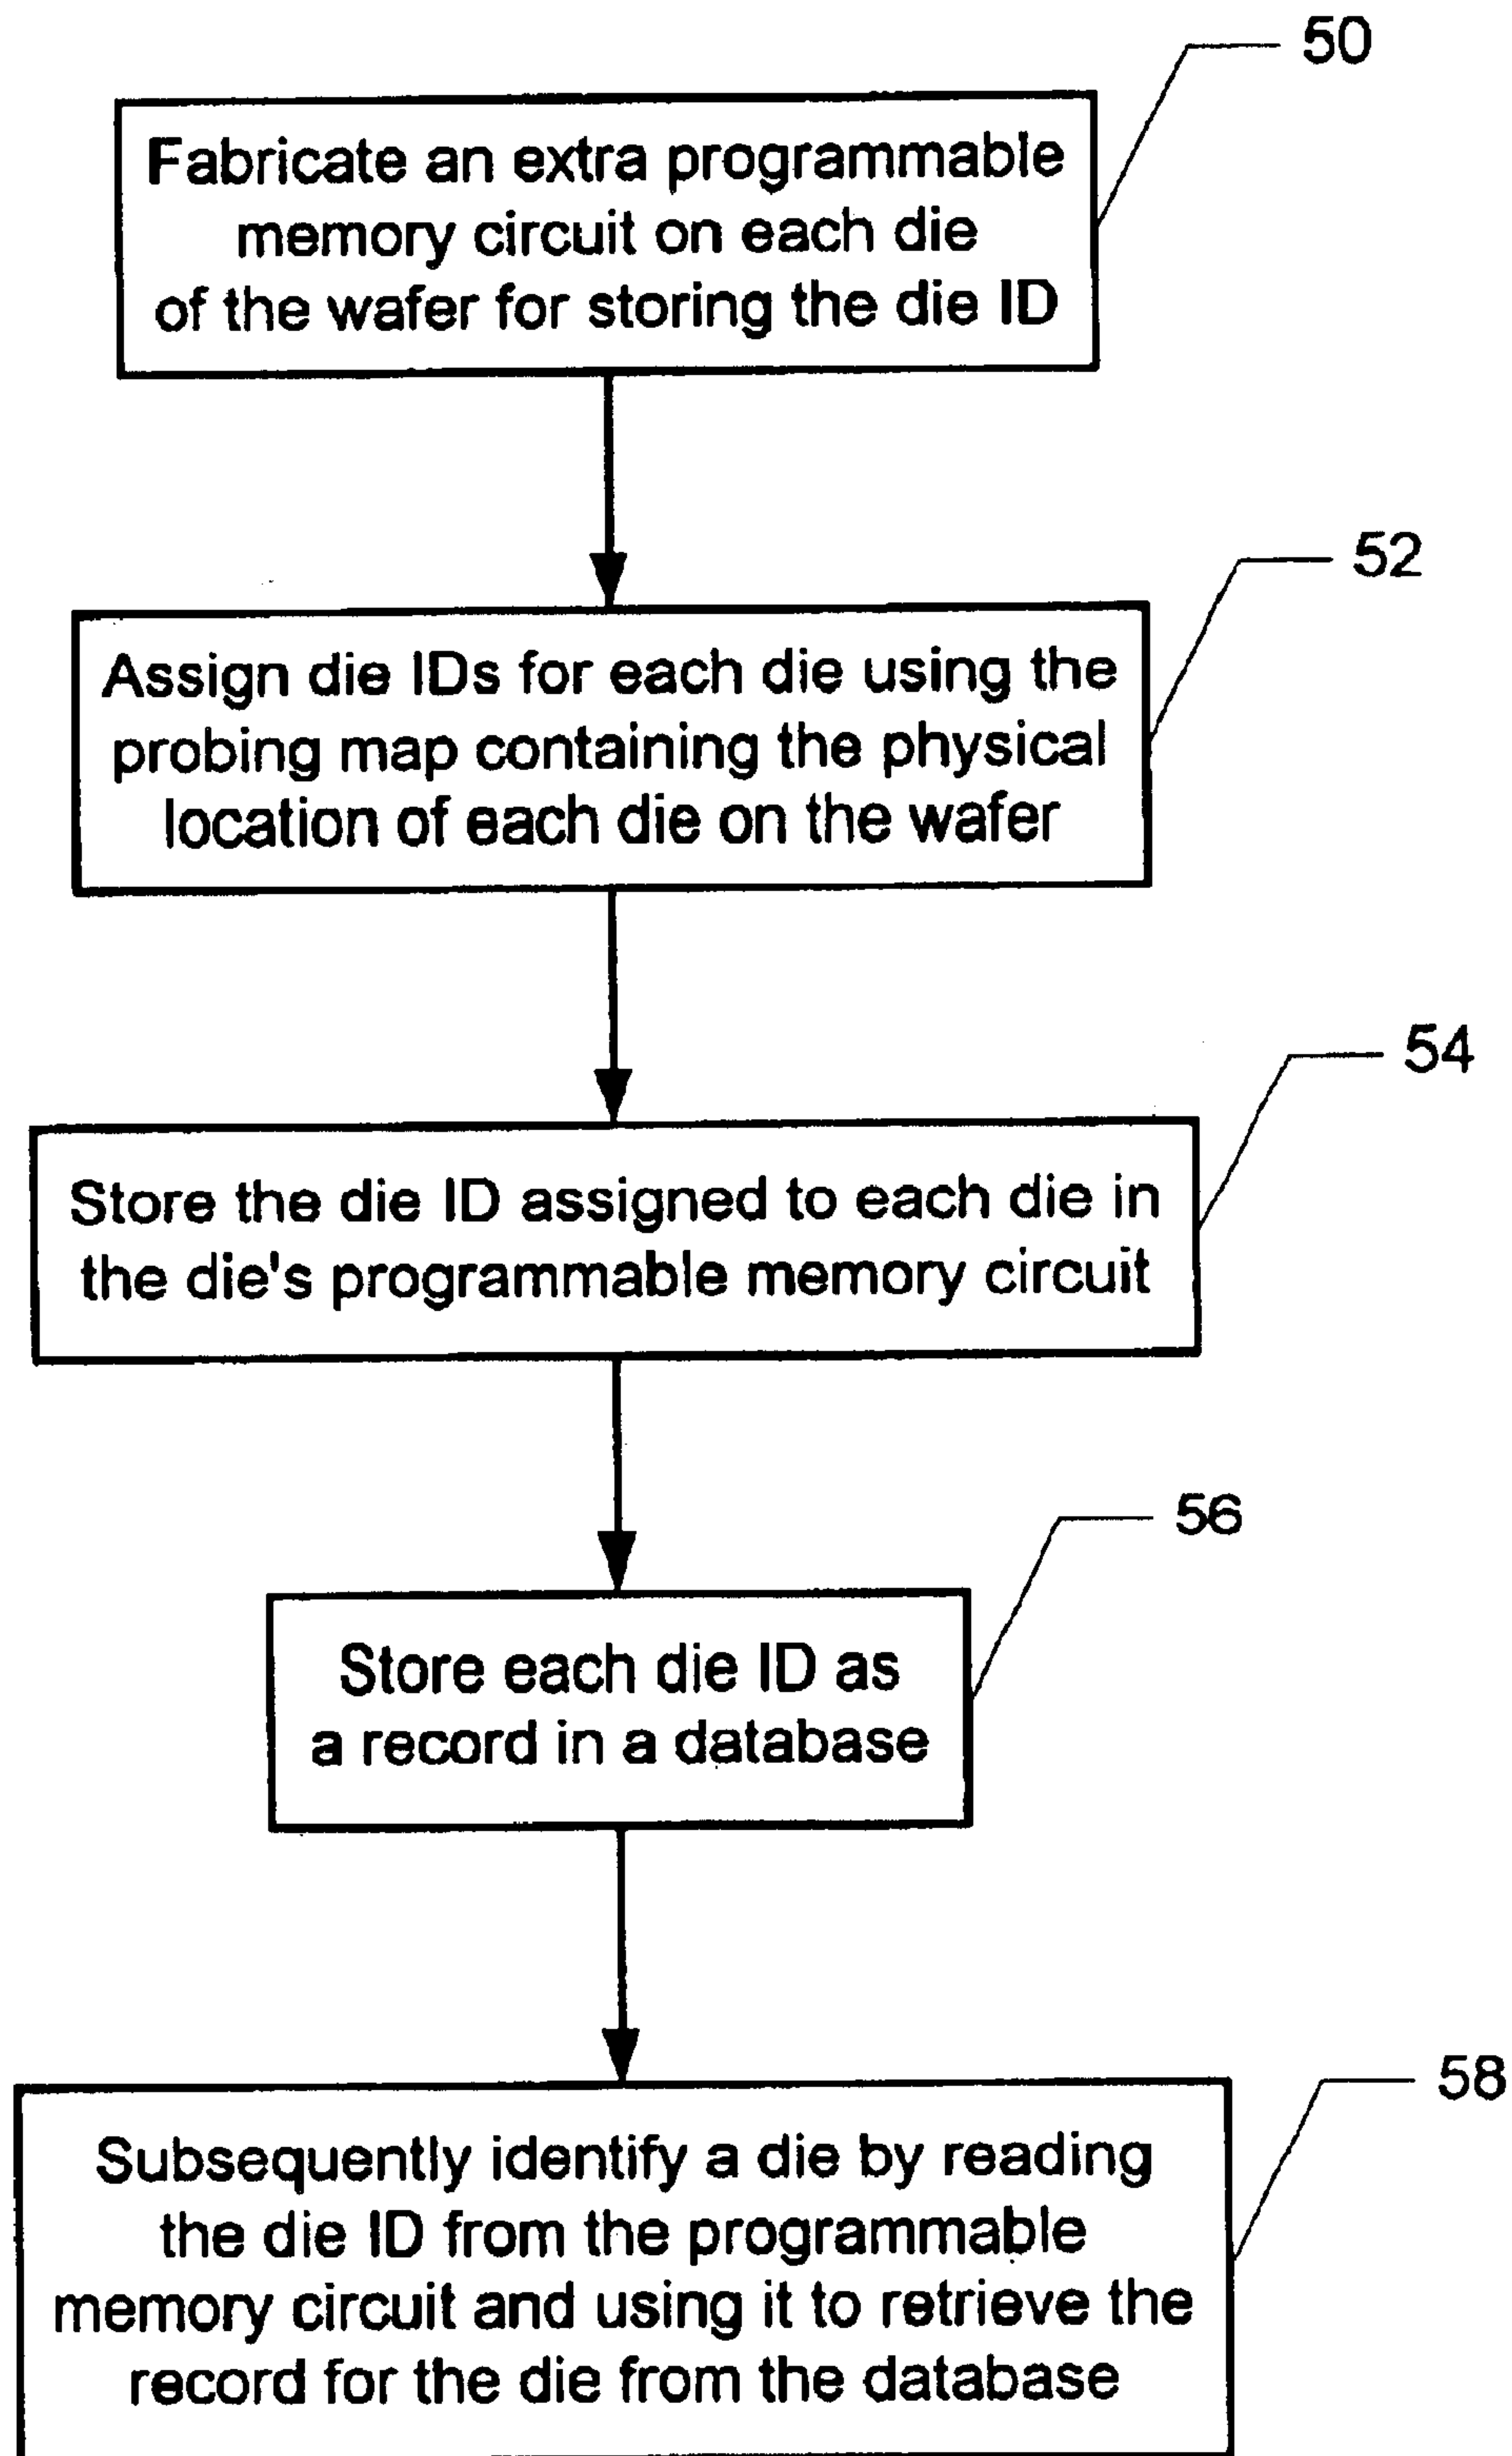 50
Fabricate an extra programmable
memory circuit on each die
of the wafer for storing the die ID
52
Assign die IDs for each die using the
probing map containing the physical
location of each die on the wafer
54
Store the die ID assigned to each die in
the die's programmable memory circuit
56
Store each die ID as
a record in a database
58
Subsequently identify a die by reading
the die ID from the programmable
memory circuit and using it to retrieve the
record for the die from the database